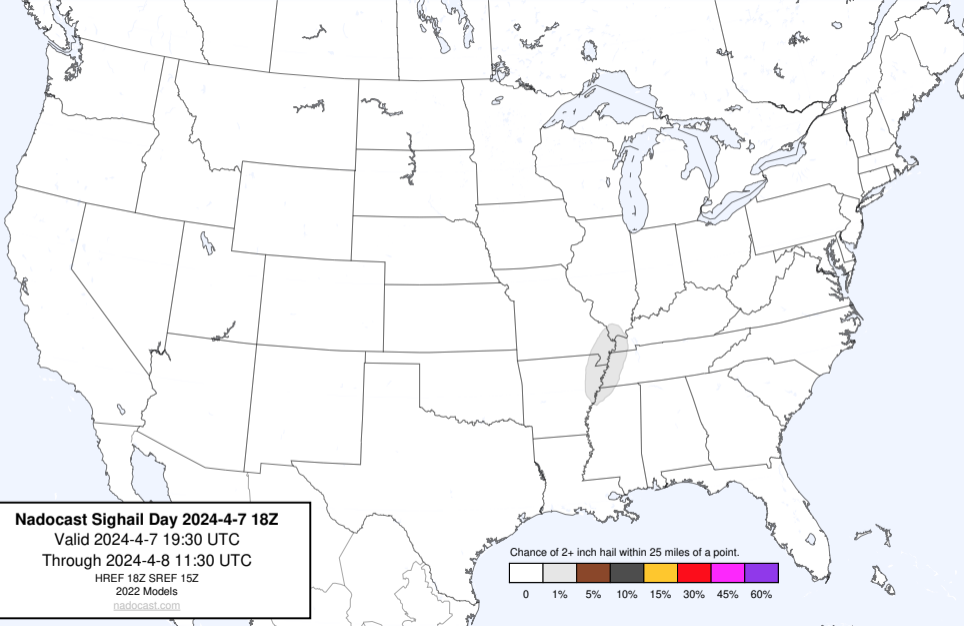 Nadocast Sighail Day 2024-4-7 18Z
Valid 2024-4-7 19:30 UTC
Through 2024-4-8 11:30 UTC
HREF 18Z SREF 15Z
2022 Models
nadocast.com
Chance of 2+ inch hail within 25 miles of a point.
0 1% 5% 10% 15% 30% 45% 60%